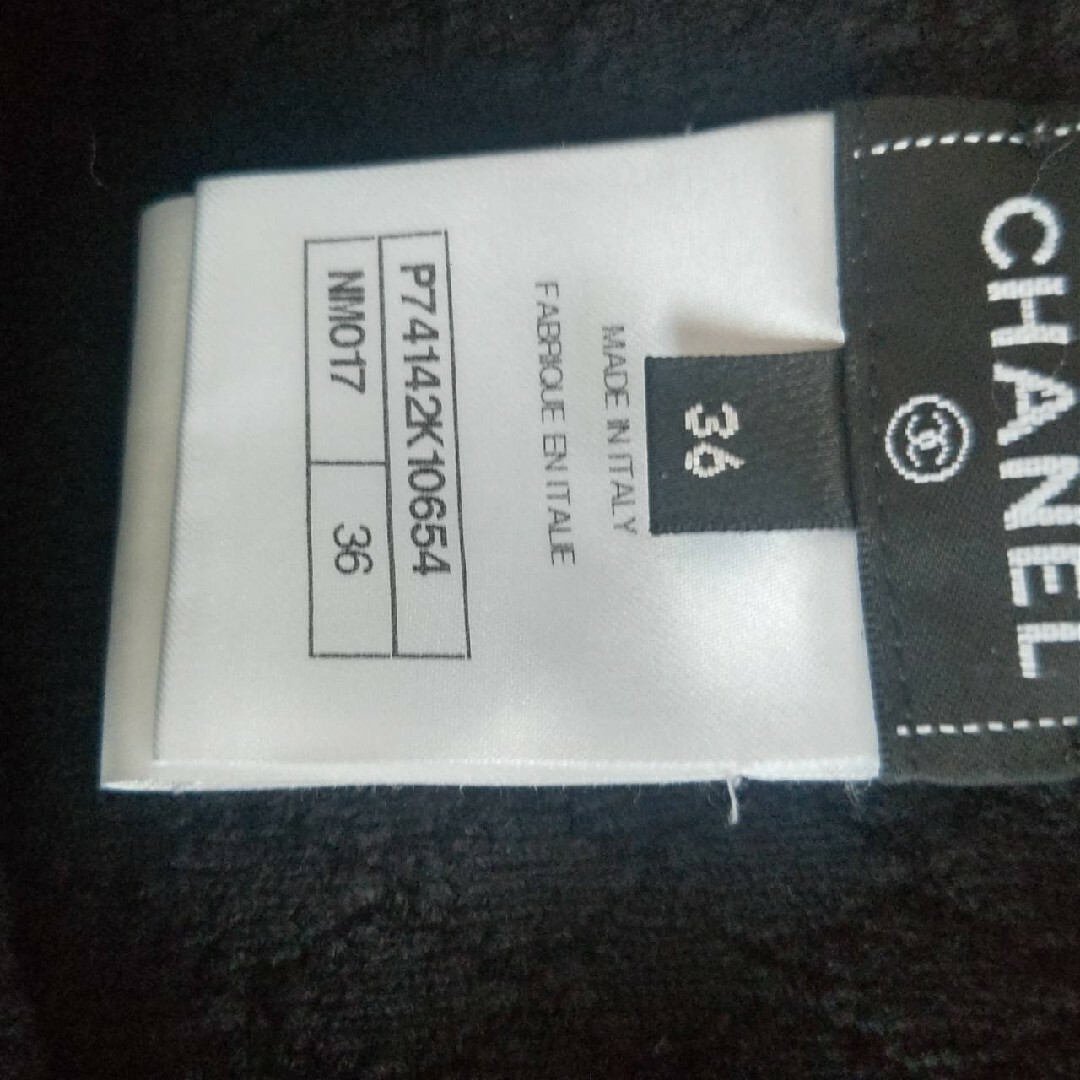 CHANEL
36
MADE IN ITALY
FABRIQUE EN ITALIE
P74142K10654
NM017 36